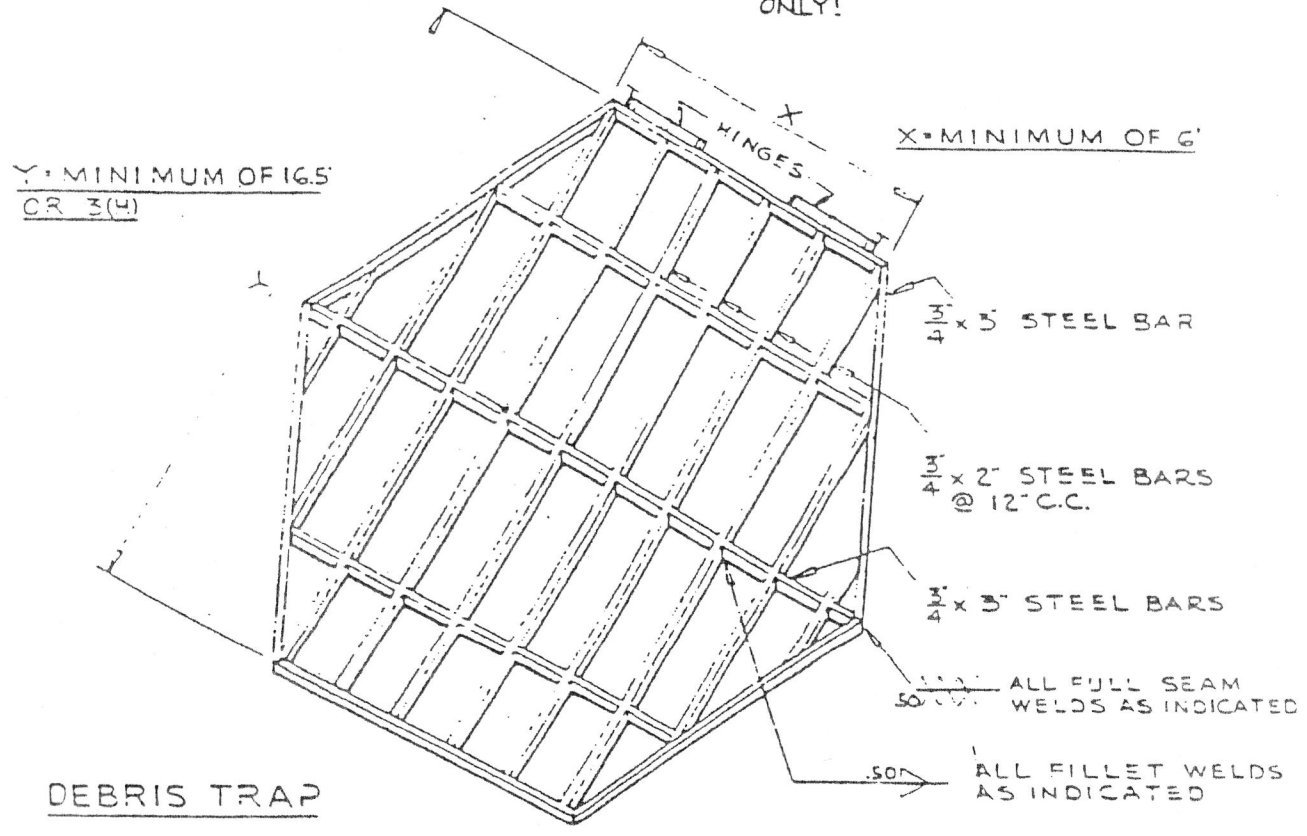 ONLY!
X
HINGES
X=MINIMUM OF 6'
Y=MINIMUM OF 16.5'
OR 3(H)
Y
3/4 x 3" STEEL BAR
3/4" x 2" STEEL BARS
@ 12" C.C.
3/4" x 3" STEEL BARS
.50 ALL FULL SEAM
WELDS AS INDICATED
.50 ALL FILLET WELDS
AS INDICATED
DEBRIS TRAP